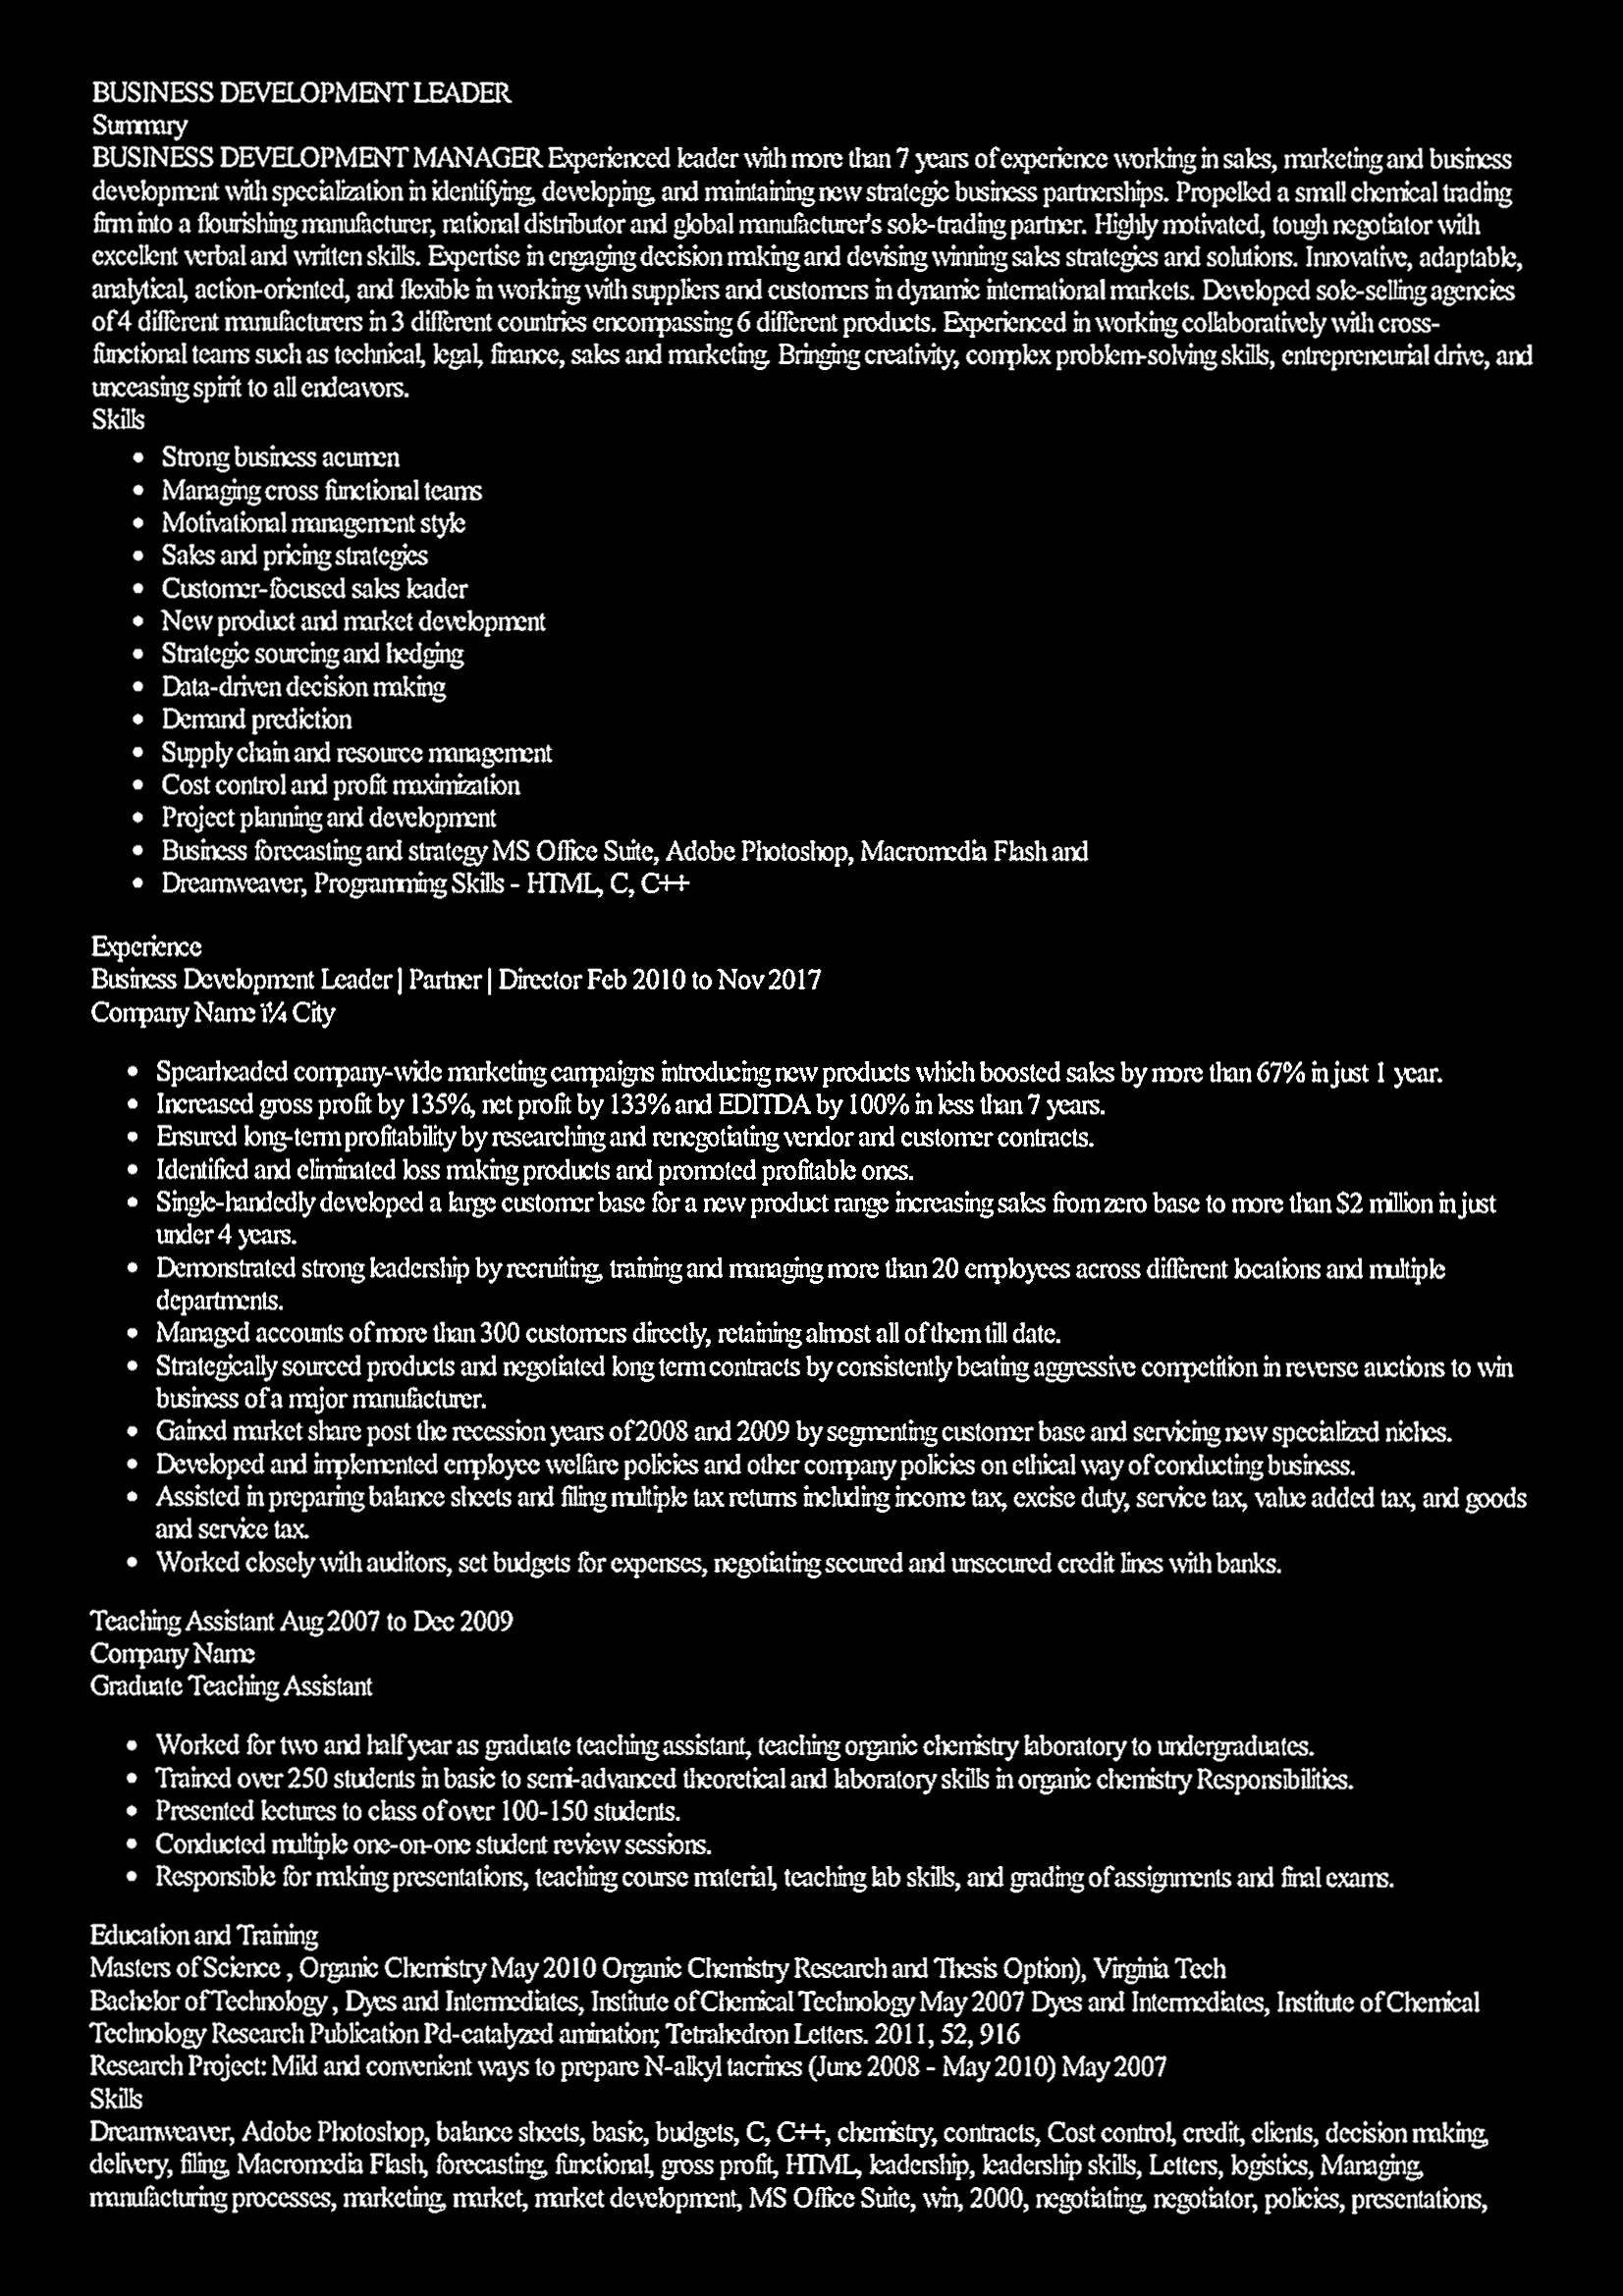 BUSINESS DEVELOPMENT LEADER
Summary
BUSINESS DEVELOPMENT MANAGER Experienced leader with more than 7 years of experience working in sales, marketing and business
development with specialization in identifying, developing, and maintaining new strategic business partnerships. Propelled a small chemical trading
firm into a flourishing manufacturer, national distributor and global manufacturer's sole-trading partner. Highly motivated, tough negotiator with
excellent verbal and written skills. Expertise in engaging decision making and devising winning sales strategies and solutions. Innovative, adaptable,
analytical, action-oriented, and flexible in working with suppliers and customers in dynamic international markets. Developed sole-selling agencies
of 4 different manufacturers in 3 different countries encompassing 6 different products. Experienced in working collaboratively with cross-
functional teams such as technical, legal, finance, sales and marketing. Bringing creativity, complex problem-solving skills, entrepreneurial drive, and
unceasing spirit to all endeavors.
Skills
• Strong business acumen
• Managing cross functional teams
• Motivational management style
• Sales and pricing strategies
• Customer-focused sales leader
• New product and market development
• Strategic sourcing and hedging
• Data-driven decision making
• Demand prediction
• Supply chain and resource management
• Cost control and profit maximization
• Project planning and development
• Business forecasting and strategy MS Office Suite, Adobe Photoshop, Macromedia Flash and
• Dreamweaver, Programming Skills - HTML, C, C++
Experience
Business Development Leader | Partner | Director Feb 2010 to Nov 2017
Company Name ï¼ City
• Spearheaded company-wide marketing campaigns introducing new products which boosted sales by more than 67% in just 1 year.
• Increased gross profit by 135%, net profit by 133% and EDITDA by 100% in less than 7 years.
• Ensured long-term profitability by researching and renegotiating vendor and customer contracts.
• Identified and eliminated loss making products and promoted profitable ones.
• Single-handedly developed a large customer base for a new product range increasing sales from zero base to more than $2 million in just
under 4 years.
• Demonstrated strong leadership by recruiting, training and managing more than 20 employees across different locations and multiple
departments.
• Managed accounts of more than 300 customers directly, retaining almost all of them till date.
• Strategically sourced products and negotiated long term contracts by consistently beating aggressive competition in reverse auctions to win
business of a major manufacturer.
• Gained market share post the recession years of 2008 and 2009 by segmenting customer base and servicing new specialized niches.
• Developed and implemented employee welfare policies and other company policies on ethical way of conducting business.
• Assisted in preparing balance sheets and filing multiple tax returns including income tax, excise duty, service tax, value added tax, and goods
and service tax.
• Worked closely with auditors, set budgets for expenses, negotiating secured and unsecured credit lines with banks.
Teaching Assistant Aug 2007 to Dec 2009
Company Name
Graduate Teaching Assistant
• Worked for two and half year as graduate teaching assistant, teaching organic chemistry laboratory to undergraduates.
• Trained over 250 students in basic to semi-advanced theoretical and laboratory skills in organic chemistry Responsibilities.
• Presented lectures to class of over 100-150 students.
• Conducted multiple one-on-one student review sessions.
• Responsible for making presentations, teaching course material, teaching lab skills, and grading of assignments and final exams.
Education and Training
Masters of Science , Organic Chemistry May 2010 Organic Chemistry Research and Thesis Option), Virginia Tech
Bachelor of Technology , Dyes and Intermediates, Institute of Chemical Technology May 2007 Dyes and Intermediates, Institute of Chemical
Technology Research Publication Pd-catalyzed amination; Tetrahedron Letters. 2011, 52, 916
Research Project: Mild and convenient ways to prepare N-alkyl tacrines (June 2008 - May 2010) May 2007
Skills
Dreamweaver, Adobe Photoshop, balance sheets, basic, budgets, C, C++, chemistry, contracts, Cost control, credit, clients, decision making,
delivery, filing, Macromedia Flash, forecasting, functional, gross profit, HTML, leadership, leadership skills, Letters, logistics, Managing,
manufacturing processes, marketing, market, market development, MS Office Suite, win, 2000, negotiating, negotiator, policies, presentations,